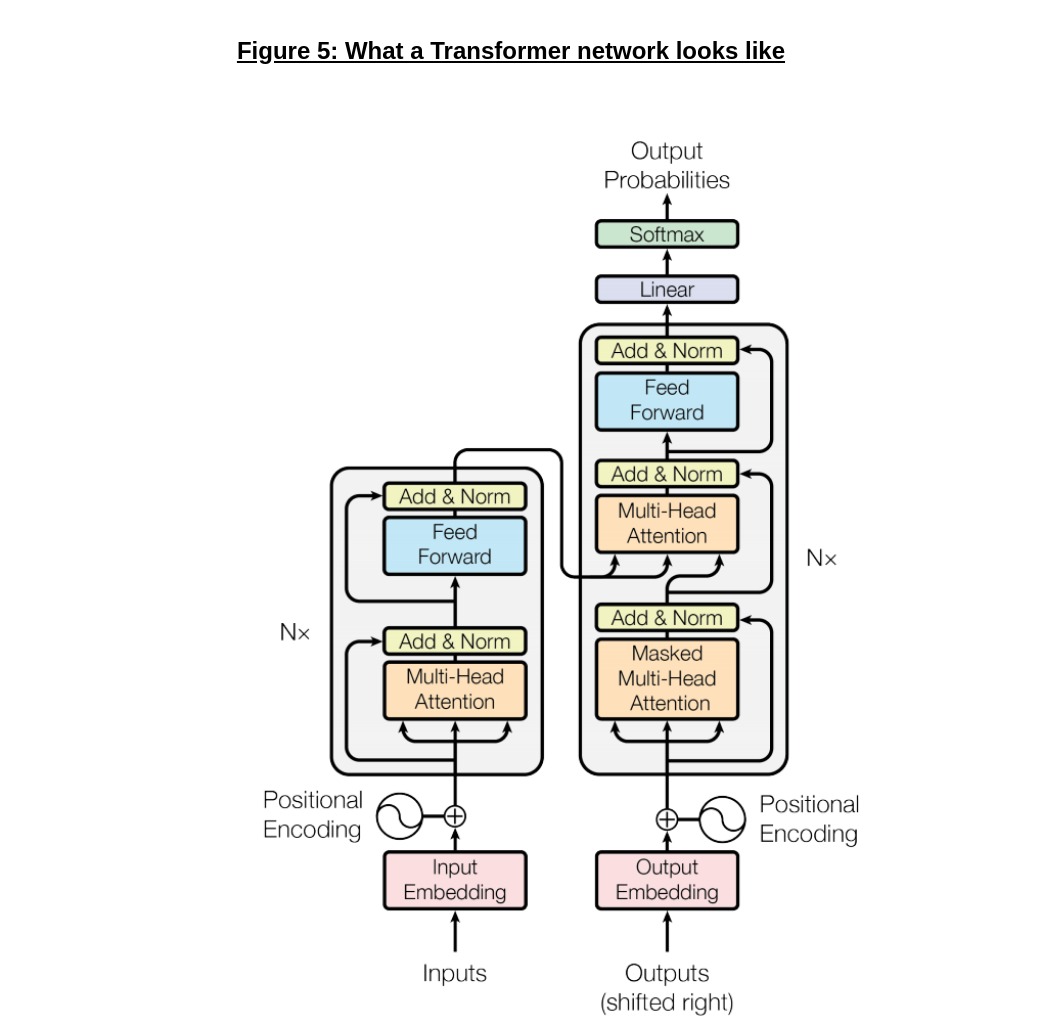 Figure 5: What a Transformer network looks like
Output
Probabilities
Softmax
Linear
Add & Norm
Feed
Forward
Add & Norm
Multi-Head
Attention
Nx
Add & Norm
Masked
Multi-Head
Attention
Add & Norm
Feed
Forward
Nx
Add & Norm
Multi-Head
Attention
Positional
Encoding
Positional
Encoding
Input
Embedding
Output
Embedding
Inputs
Outputs
(shifted right)